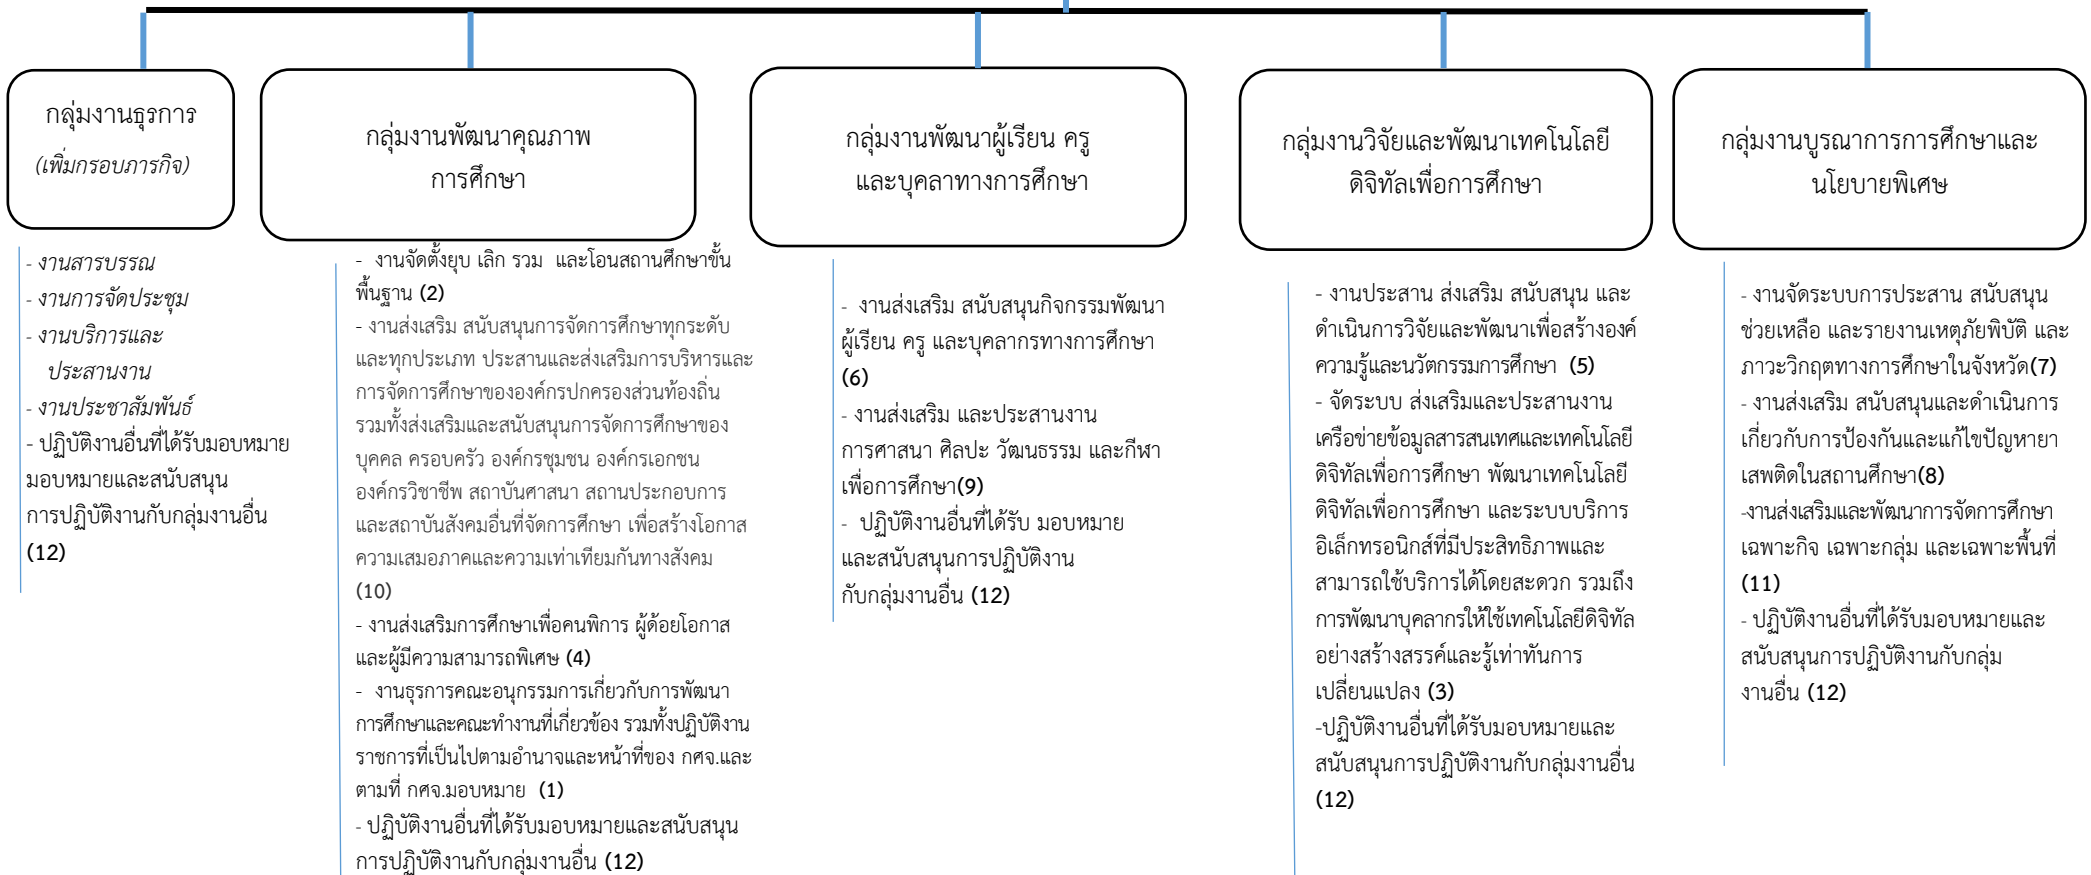 กลุ่มงานธุรการ
(เพิ่มกรอบภารกิจ)
- งานสารบรรณ
- งานการจัดประชุม
- งานบริการและ
ประสานงาน
- งานประชาสัมพันธ์
- ปฏิบัติงานอื่นที่ได้รับมอบหมาย
มอบหมายและสนับสนุน
การปฏิบัติงานกับกลุ่มงานอื่น
(12)
กลุ่มงานพัฒนาคุณภาพ
การศึกษา
- งานจัดตั้งยุบ เลิก รวม และโอนสถานศึกษาขั้น
พื้นฐาน (2)
- งานส่งเสริม สนับสนุนการจัดการศึกษาทุกระดับ
และทุกประเภท ประสานและส่งเสริมการบริหารและ
การจัดการศึกษาขององค์กรปกครองส่วนท้องถิ่น
รวมทั้งส่งเสริมและสนับสนุนการจัดการศึกษาของ
บุคคล ครอบครัว องค์กรชุมชน องค์กรเอกชน
องค์กรวิชาชีพ สถาบันศาสนา สถานประกอบการ
และสถาบันสังคมอื่นที่จัดการศึกษา เพื่อสร้างโอกาส
ความเสมอภาคและความเท่าเทียมกันทางสังคม
(10)
- งานส่งเสริมการศึกษาเพื่อคนพิการ ผู้ด้อยโอกาส
และผู้มีความสามารถพิเศษ (4)
- งานธุรการคณะอนุกรรมการเกี่ยวกับการพัฒนา
การศึกษาและคณะทำงานที่เกี่ยวข้อง รวมทั้งปฏิบัติงาน
ราชการที่เป็นไปตามอำนาจและหน้าที่ของ กศจ.และ
ตามที่ กศจ.มอบหมาย (1)
- ปฏิบัติงานอื่นที่ได้รับมอบหมายและสนับสนุน
การปฏิบัติงานกับกลุ่มงานอื่น (12)
กลุ่มงานพัฒนาผู้เรียน ครู
และบุคลาทางการศึกษา
- งานส่งเสริม สนับสนุนกิจกรรมพัฒนา
ผู้เรียน ครู และบุคลากรทางการศึกษา
(6)
- งานส่งเสริม และประสานงาน
การศาสนา ศิลปะ วัฒนธรรม และกีฬา
เพื่อการศึกษา(9)
- ปฏิบัติงานอื่นที่ได้รับ มอบหมาย
และสนับสนุนการปฏิบัติงาน
กับกลุ่มงานอื่น (12)
กลุ่มงานวิจัยและพัฒนาเทคโนโลยี
ดิจิทัลเพื่อการศึกษา
- งานประสาน ส่งเสริม สนับสนุน และ
ดำเนินการวิจัยและพัฒนาเพื่อสร้างองค์
ความรู้และนวัตกรรมการศึกษา (5)
- จัดระบบ ส่งเสริมและประสานงาน
เครือข่ายข้อมูลสารสนเทศและเทคโนโลยี
ดิจิทัลเพื่อการศึกษา พัฒนาเทคโนโลยี
ดิจิทัลเพื่อการศึกษา และระบบบริการ
อิเล็กทรอนิกส์ที่มีประสิทธิภาพและ
สามารถใช้บริการได้โดยสะดวก รวมถึง
การพัฒนาบุคลากรให้ใช้เทคโนโลยีดิจิทัล
อย่างสร้างสรรค์และรู้เท่าทันการ
เปลี่ยนแปลง (3)
-ปฏิบัติงานอื่นที่ได้รับมอบหมายและ
สนับสนุนการปฏิบัติงานกับกลุ่มงานอื่น
(12)
กลุ่มงานบูรณาการการศึกษาและ
นโยบายพิเศษ
- งานจัดระบบการประสาน สนับสนุน
ช่วยเหลือ และรายงานเหตุภัยพิบัติ และ
ภาวะวิกฤตทางการศึกษาในจังหวัด(7)
- งานส่งเสริม สนับสนุนและดำเนินการ
เกี่ยวกับการป้องกันและแก้ไขปัญหายา
เสพติดในสถานศึกษา(8)
-งานส่งเสริมและพัฒนาการจัดการศึกษา
เฉพาะกิจ เฉพาะกลุ่ม และเฉพาะพื้นที่
(11)
- ปฏิบัติงานอื่นที่ได้รับมอบหมายและ
สนับสนุนการปฏิบัติงานกับกลุ่ม
งานอื่น (12)